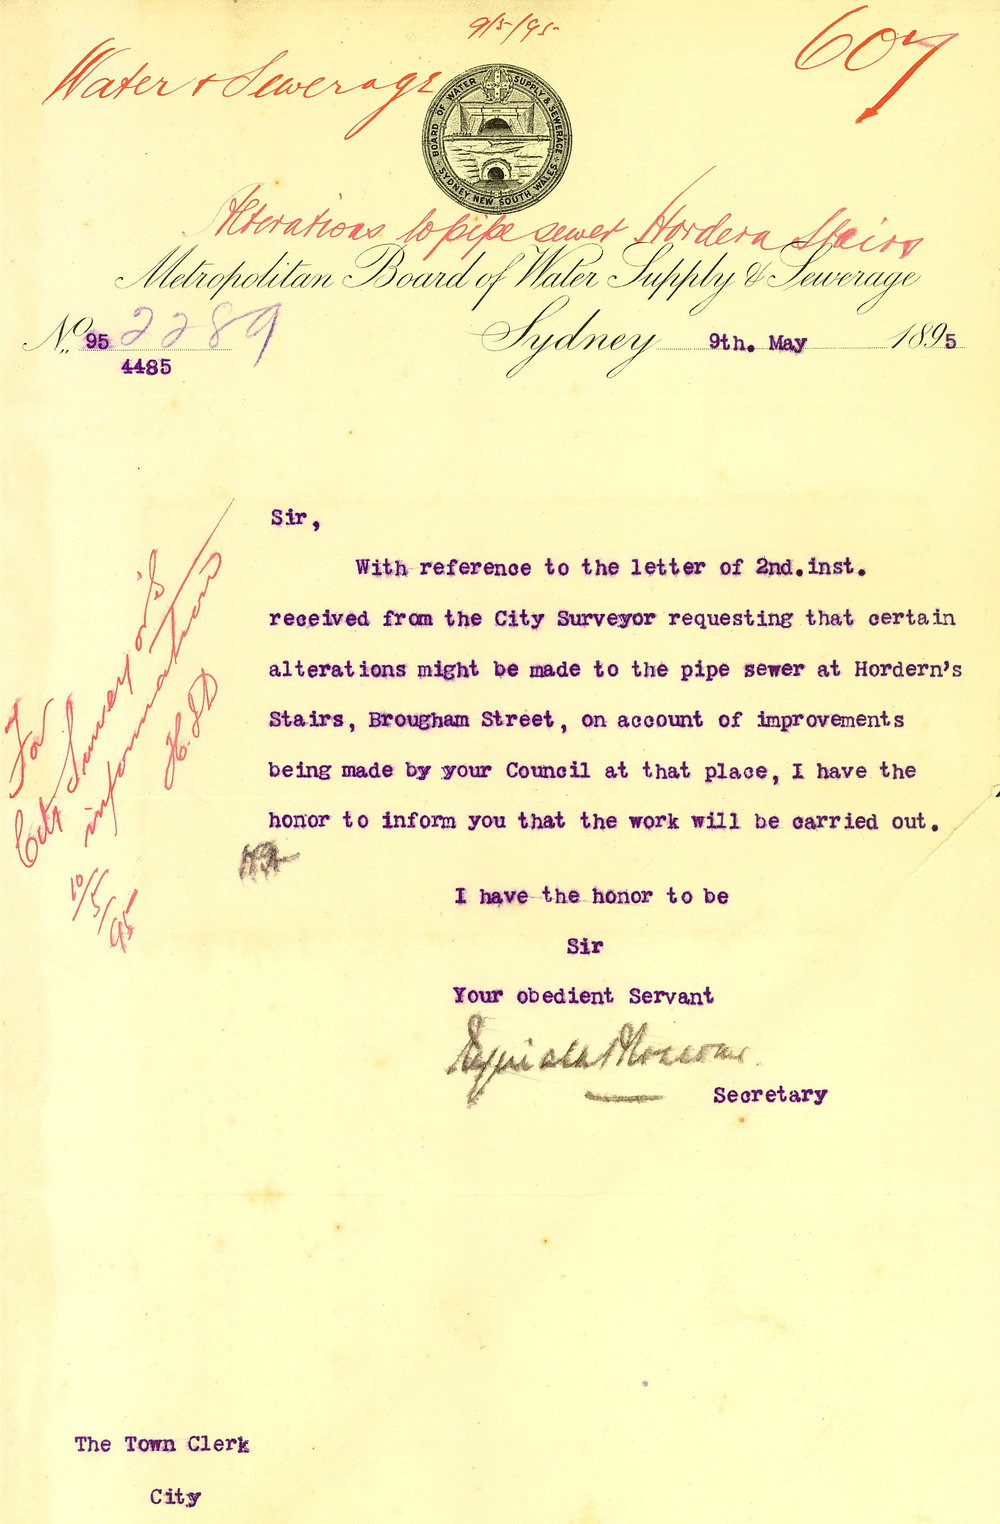 9/5/95
Water & Sewerage
607
BOARD OF WATER SUPPLY & SEWERAGE
SYDNEY, NEW SOUTH WALES
Alterations to pipe sewer Hordern Stairs
Metropolitan Board of Water Supply & Sewerage
No. 95 2289
4485
Sydney 9th. May 1895
Sir,
With reference to the letter of 2nd.inst.
received from the City Surveyor requesting that certain
alterations might be made to the pipe sewer at Hordern's
Stairs, Brougham Street, on account of improvements
being made by your Council at that place, I have the
honor to inform you that the work will be carried out.
For
City Surveyor's
information
10/5/95
I have the honor to be
Sir
Your obedient Servant
Secretary
The Town Clerk
City